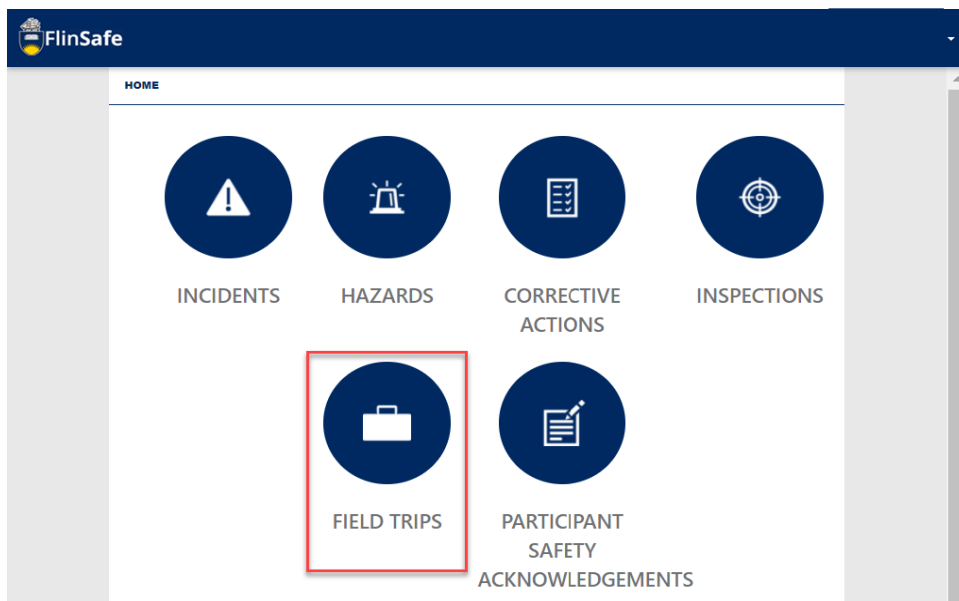 FlinSafe
HOME
INCIDENTS
HAZARDS
CORRECTIVE
ACTIONS
INSPECTIONS
FIELD TRIPS
PARTICIPANT
SAFETY
ACKNOWLEDGEMENTS